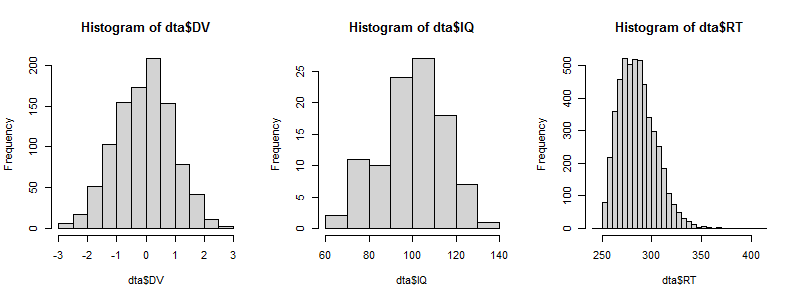 Histogram of dta$DV
Frequency
0
50
100
150
200
-3 -2 -1 0 1 2 3
dta$DV
Histogram of dta$IQ
Frequency
0
5
10
15
20
25
60 80 100 120 140
dta$IQ
Histogram of dta$RT
Frequency
0
100
200
300
400
500
250 300 350 400
dta$RT